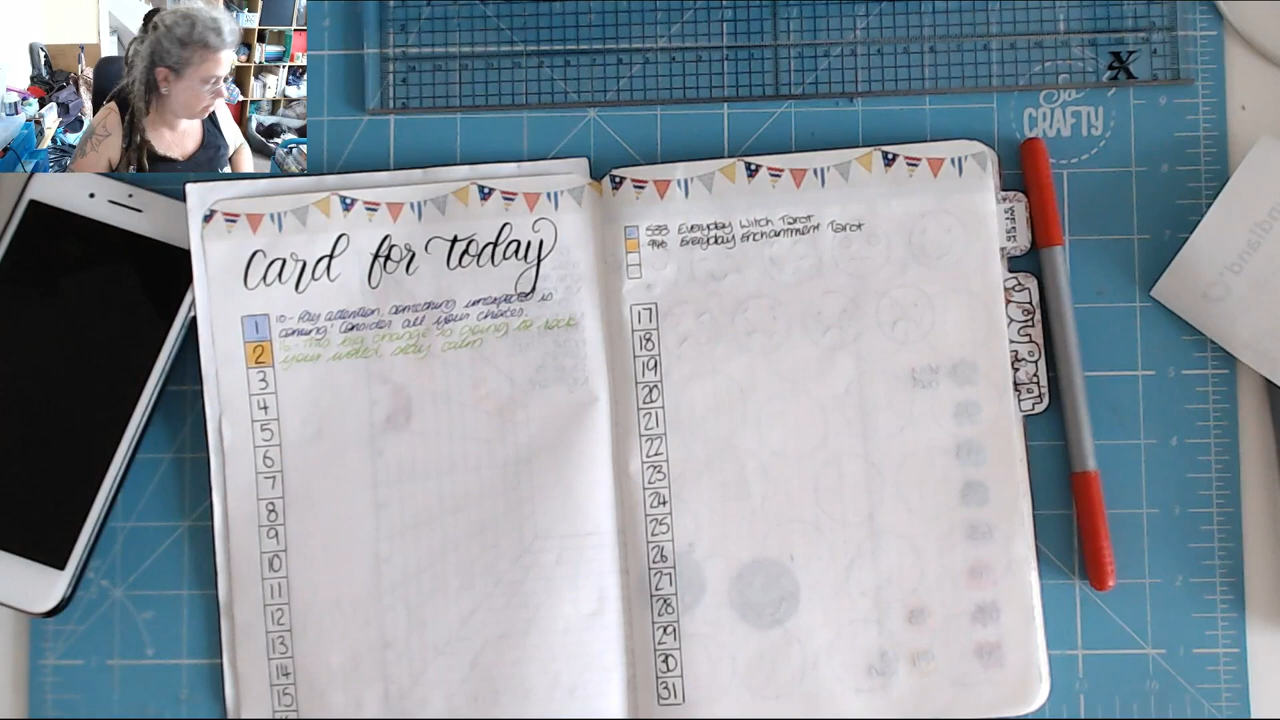 So
CRAFTY
Card for today
1 10- Pay attention, something unexpected is
coming! Consider all your choices.
2 16- This big change is going to rock
your world, stay calm
3
4
5
6
7
8
9
10
11
12
13
14
15
588 Everyday Witch Tarot
946 Everyday Enchantment Tarot
17
18
19
20
21
22
23
24
25
26
27
28
29
30
31
JOURNAL